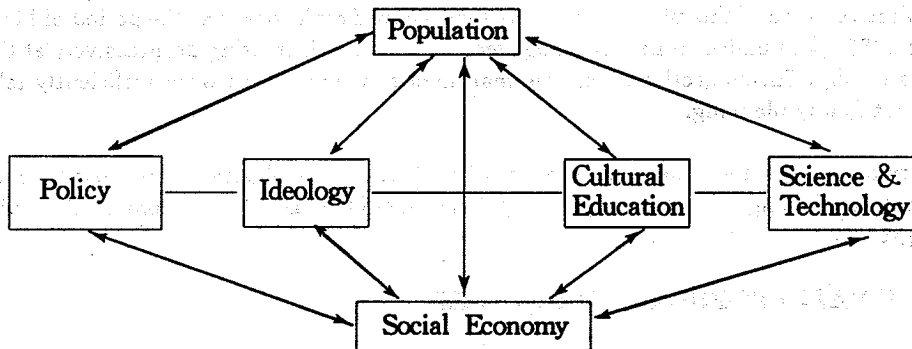 Population
Policy
Ideology
Cultural
Education
Science &
Technology
Social Economy